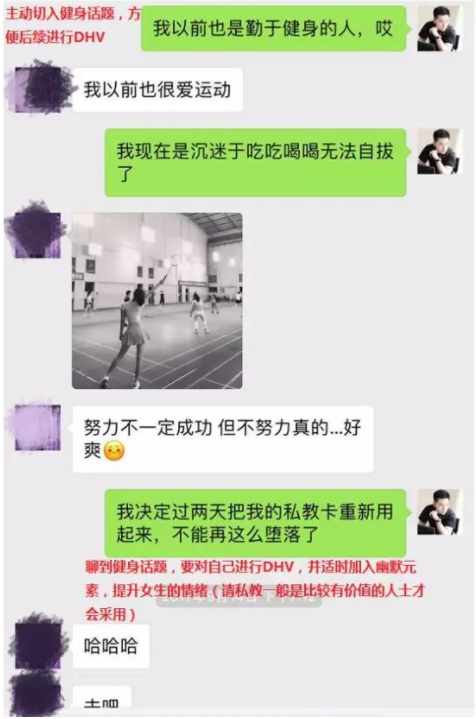 主动切入健身话题，方
便后续进行DHV
我以前也是勤于健身的人，哎
我以前也很爱运动
我现在是沉迷于吃吃喝喝无法自拔
了
努力不一定成功 但不努力真的...好
爽
我决定过两天把我的私教卡重新用
起来，不能再这么堕落了
聊到健身话题，要对自己进行DHV，并适时加入幽默元
素，提升女生的情绪（请私教一般是比较有价值的人士才
会采用）
哈哈哈
去吧